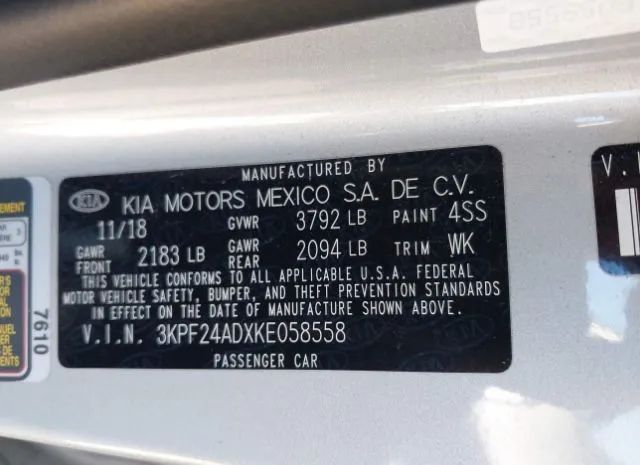 MANUFACTURED BY
KIA KIA MOTORS MEXICO S.A. DE C.V.
11/18 GVWR 3792 LB PAINT 4SS
GAWR FRONT 2183 LB GAWR REAR 2094 LB TRIM WK
THIS VEHICLE CONFORMS TO ALL APPLICABLE U.S.A. FEDERAL
MOTOR VEHICLE SAFETY, BUMPER, AND THEFT PREVENTION STANDARDS
IN EFFECT ON THE DATE OF MANUFACTURE SHOWN ABOVE.
V.I.N. 3KPF24ADXKE058558
PASSENGER CAR
7610